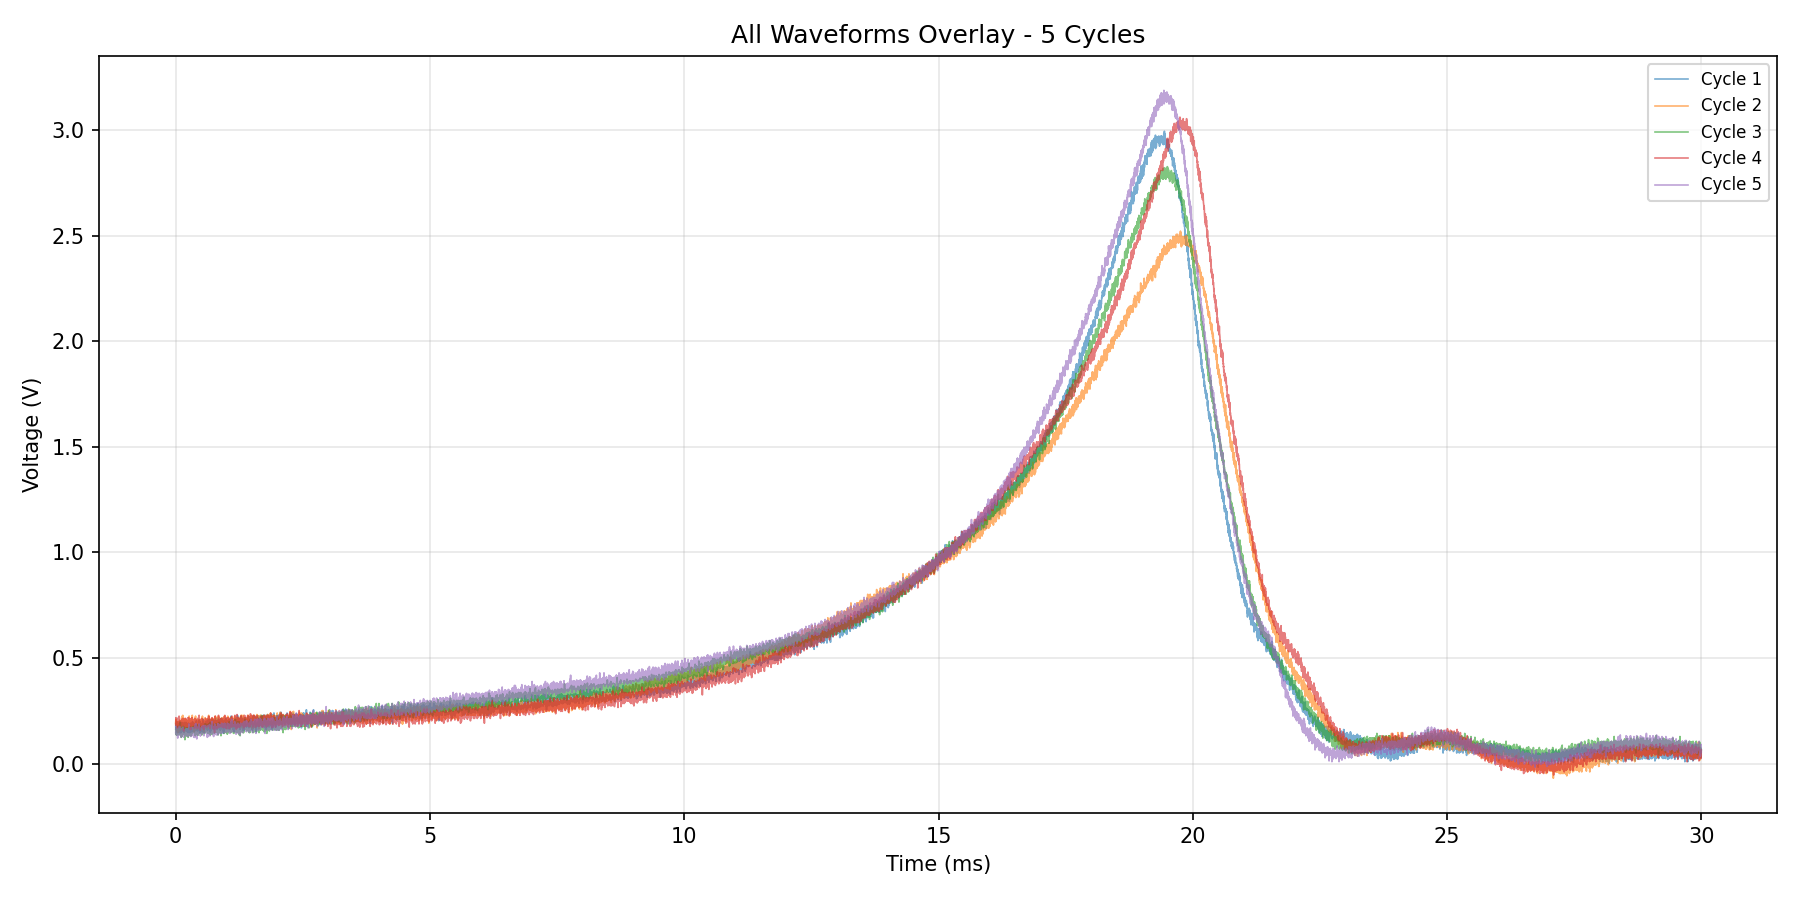 All Waveforms Overlay - 5 Cycles
Cycle 1
Cycle 2
Cycle 3
Cycle 4
Cycle 5
3.0
2.5
2.0
1.5
1.0
0.5
0.0
Voltage (V)
0 5 10 15 20 25 30
Time (ms)